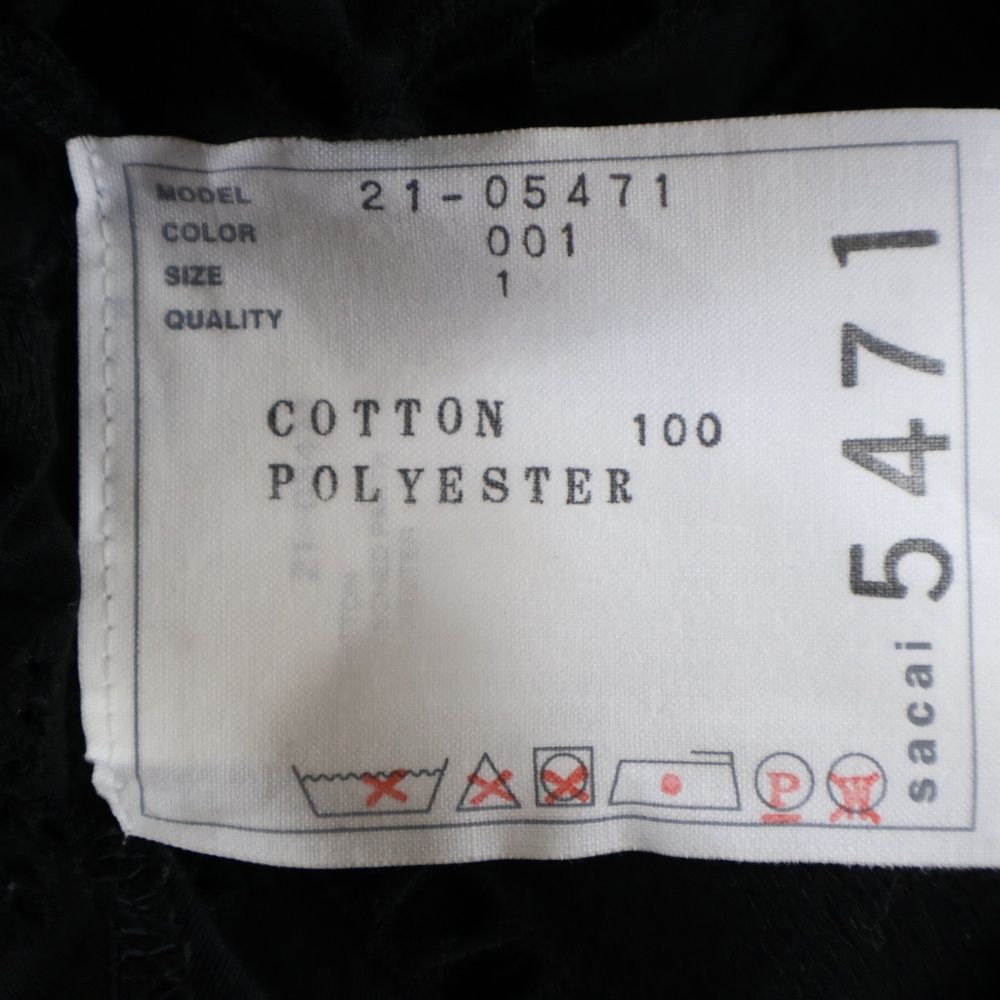 MODEL 21-05471
COLOR 001
SIZE 1
QUALITY
COTTON 100
POLYESTER
P
W
sacai 5471